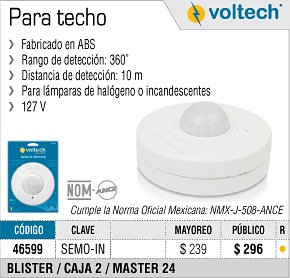 Para techo
voltech®
Fabricado en ABS
Rango de detección: 360°
Distancia de detección: 10 m
Para lámparas de halógeno o incandescentes
127 V
voltech
NOM-ANCE
Cumple la Norma Oficial Mexicana: NMX-J-508-ANCE
CÓDIGO CLAVE MAYOREO PÚBLICO R
46599 SEMO-IN $ 239 $ 296
BLISTER / CAJA 2 / MASTER 24